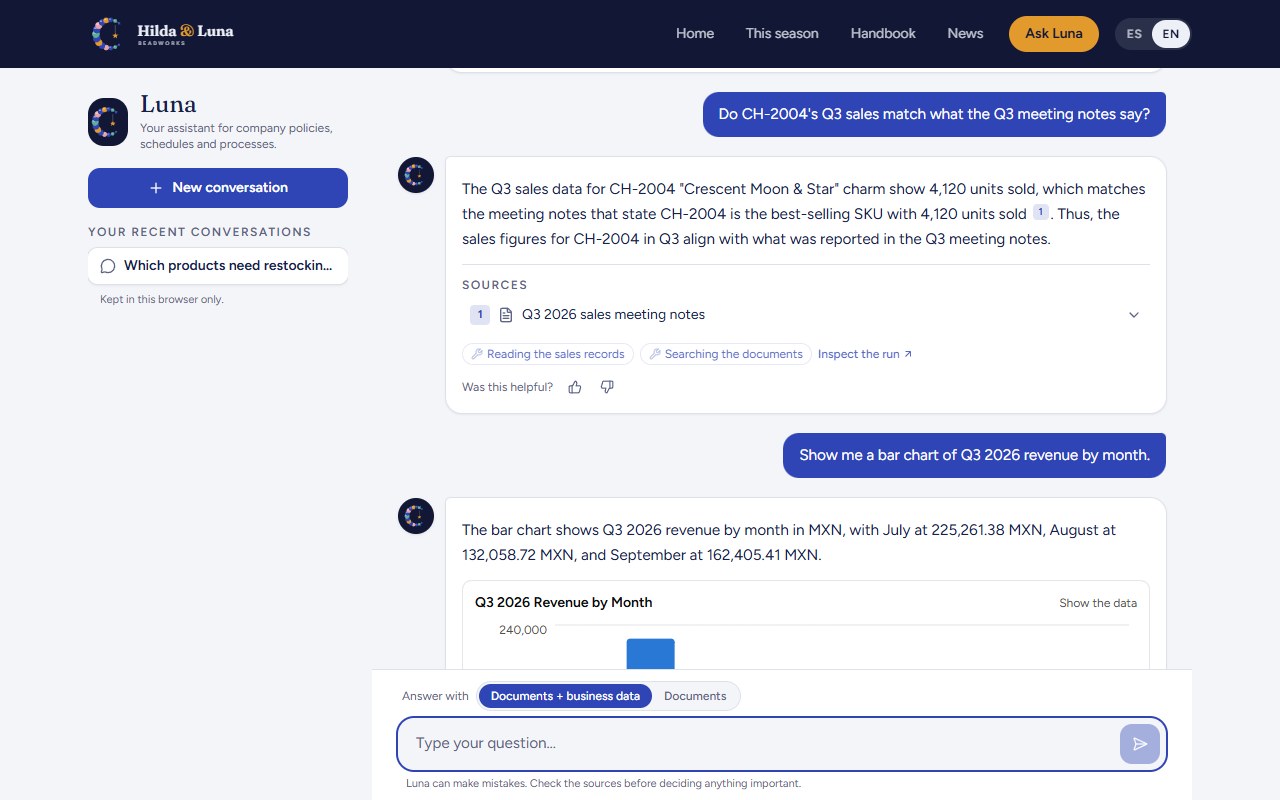 Hilda & Luna
BEADWORKS
Home
This season
Handbook
News
Ask Luna
ES
EN
Luna
Your assistant for company policies,
schedules and processes.
New conversation
YOUR RECENT CONVERSATIONS
Which products need restockin...
Kept in this browser only.
Do CH-2004's Q3 sales match what the Q3 meeting notes say?
The Q3 sales data for CH-2004 "Crescent Moon & Star" charm show 4,120 units sold, which matches
the meeting notes that state CH-2004 is the best-selling SKU with 4,120 units sold 1. Thus, the
sales figures for CH-2004 in Q3 align with what was reported in the Q3 meeting notes.
SOURCES
1 Q3 2026 sales meeting notes
Reading the sales records
Searching the documents
Inspect the run
Was this helpful?
Show me a bar chart of Q3 2026 revenue by month.
The bar chart shows Q3 2026 revenue by month in MXN, with July at 225,261.38 MXN, August at
132,058.72 MXN, and September at 162,405.41 MXN.
Q3 2026 Revenue by Month
Show the data
240,000
Answer with
Documents + business data
Documents
Type your question...
Luna can make mistakes. Check the sources before deciding anything important.